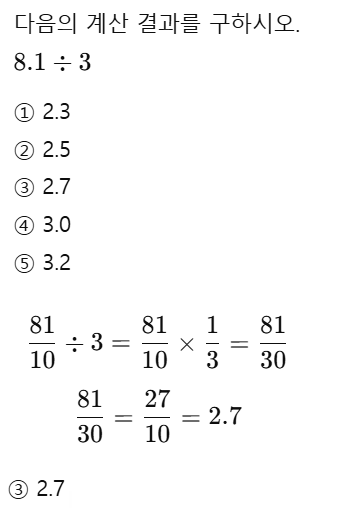 다음의 계산 결과를 구하시오.
8.1 ÷ 3
① 2.3
② 2.5
③ 2.7
④ 3.0
⑤ 3.2
81/10 ÷ 3 = 81/10 × 1/3 = 81/30
81/30 = 27/10 = 2.7
③ 2.7